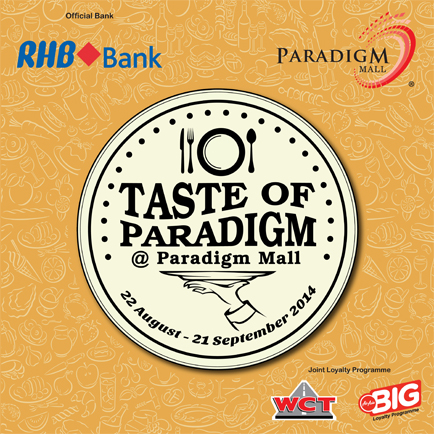 Official Bank
RHB Bank
PARADIGM
MALL
®
TASTE OF
PARADIGM
@ Paradigm Mall
22 August - 21 September 2014
Joint Loyalty Programme
WCT
BIG
Loyalty Programme